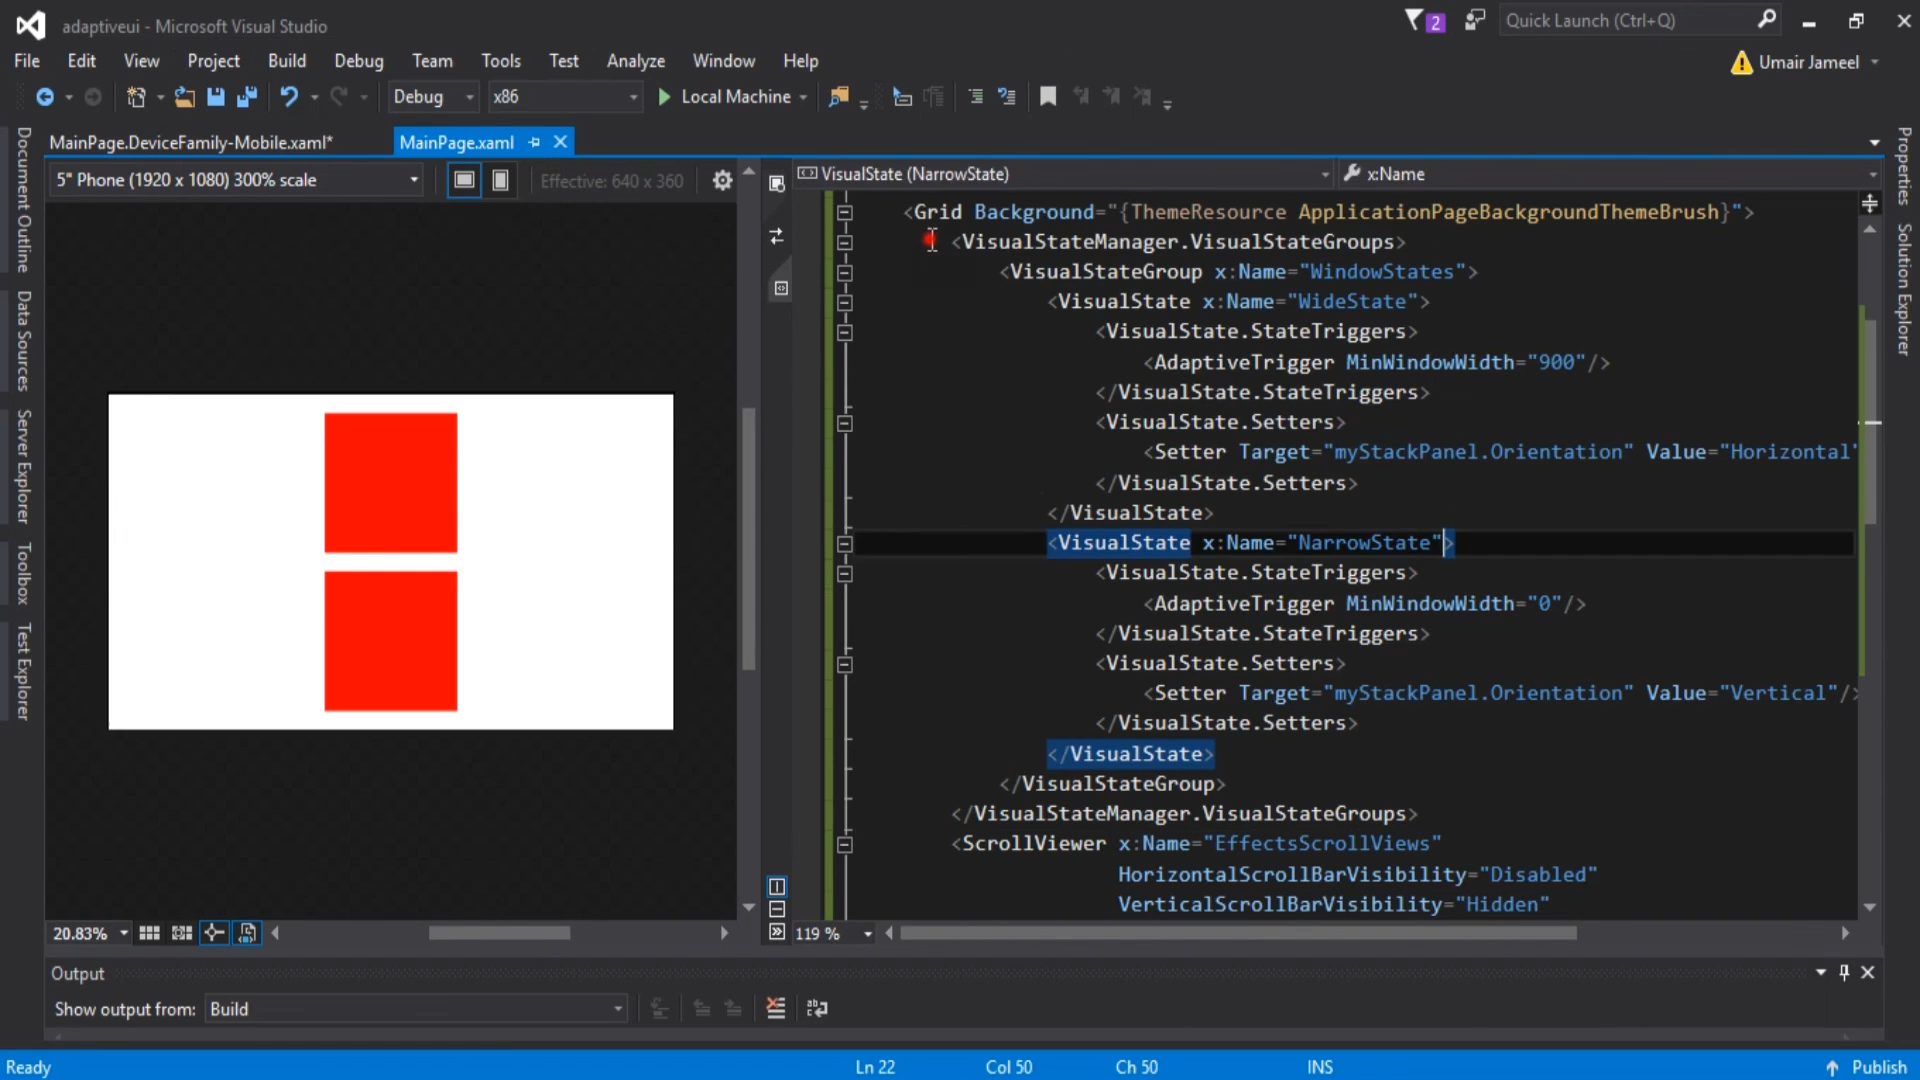 adaptiveui - Microsoft Visual Studio
2
Quick Launch (Ctrl+Q)
File Edit View Project Build Debug Team Tools Test Analyze Window Help
Umair Jameel
Debug x86 Local Machine
MainPage.DeviceFamily-Mobile.xaml*
MainPage.xaml
Document Outline
Data Sources
Server Explorer
Toolbox
Test Explorer
5" Phone (1920 x 1080) 300% scale
Effective: 640 x 360
VisualState (NarrowState)
x:Name
<Grid Background="{ThemeResource ApplicationPageBackgroundThemeBrush}">
<VisualStateManager.VisualStateGroups>
<VisualStateGroup x:Name="WindowStates">
<VisualState x:Name="WideState">
<VisualState.StateTriggers>
<AdaptiveTrigger MinWindowWidth="900"/>
</VisualState.StateTriggers>
<VisualState.Setters>
<Setter Target="myStackPanel.Orientation" Value="Horizontal"
</VisualState.Setters>
</VisualState>
<VisualState x:Name="NarrowState">
<VisualState.StateTriggers>
<AdaptiveTrigger MinWindowWidth="0"/>
</VisualState.StateTriggers>
<VisualState.Setters>
<Setter Target="myStackPanel.Orientation" Value="Vertical"/>
</VisualState.Setters>
</VisualState>
</VisualStateGroup>
</VisualStateManager.VisualStateGroups>
<ScrollViewer x:Name="EffectsScrollViews"
HorizontalScrollBarVisibility="Disabled"
VerticalScrollBarVisibility="Hidden"
Properties
Solution Explorer
20.83%
119 %
Output
Show output from: Build
Ready
Ln 22
Col 50
Ch 50
INS
Publish